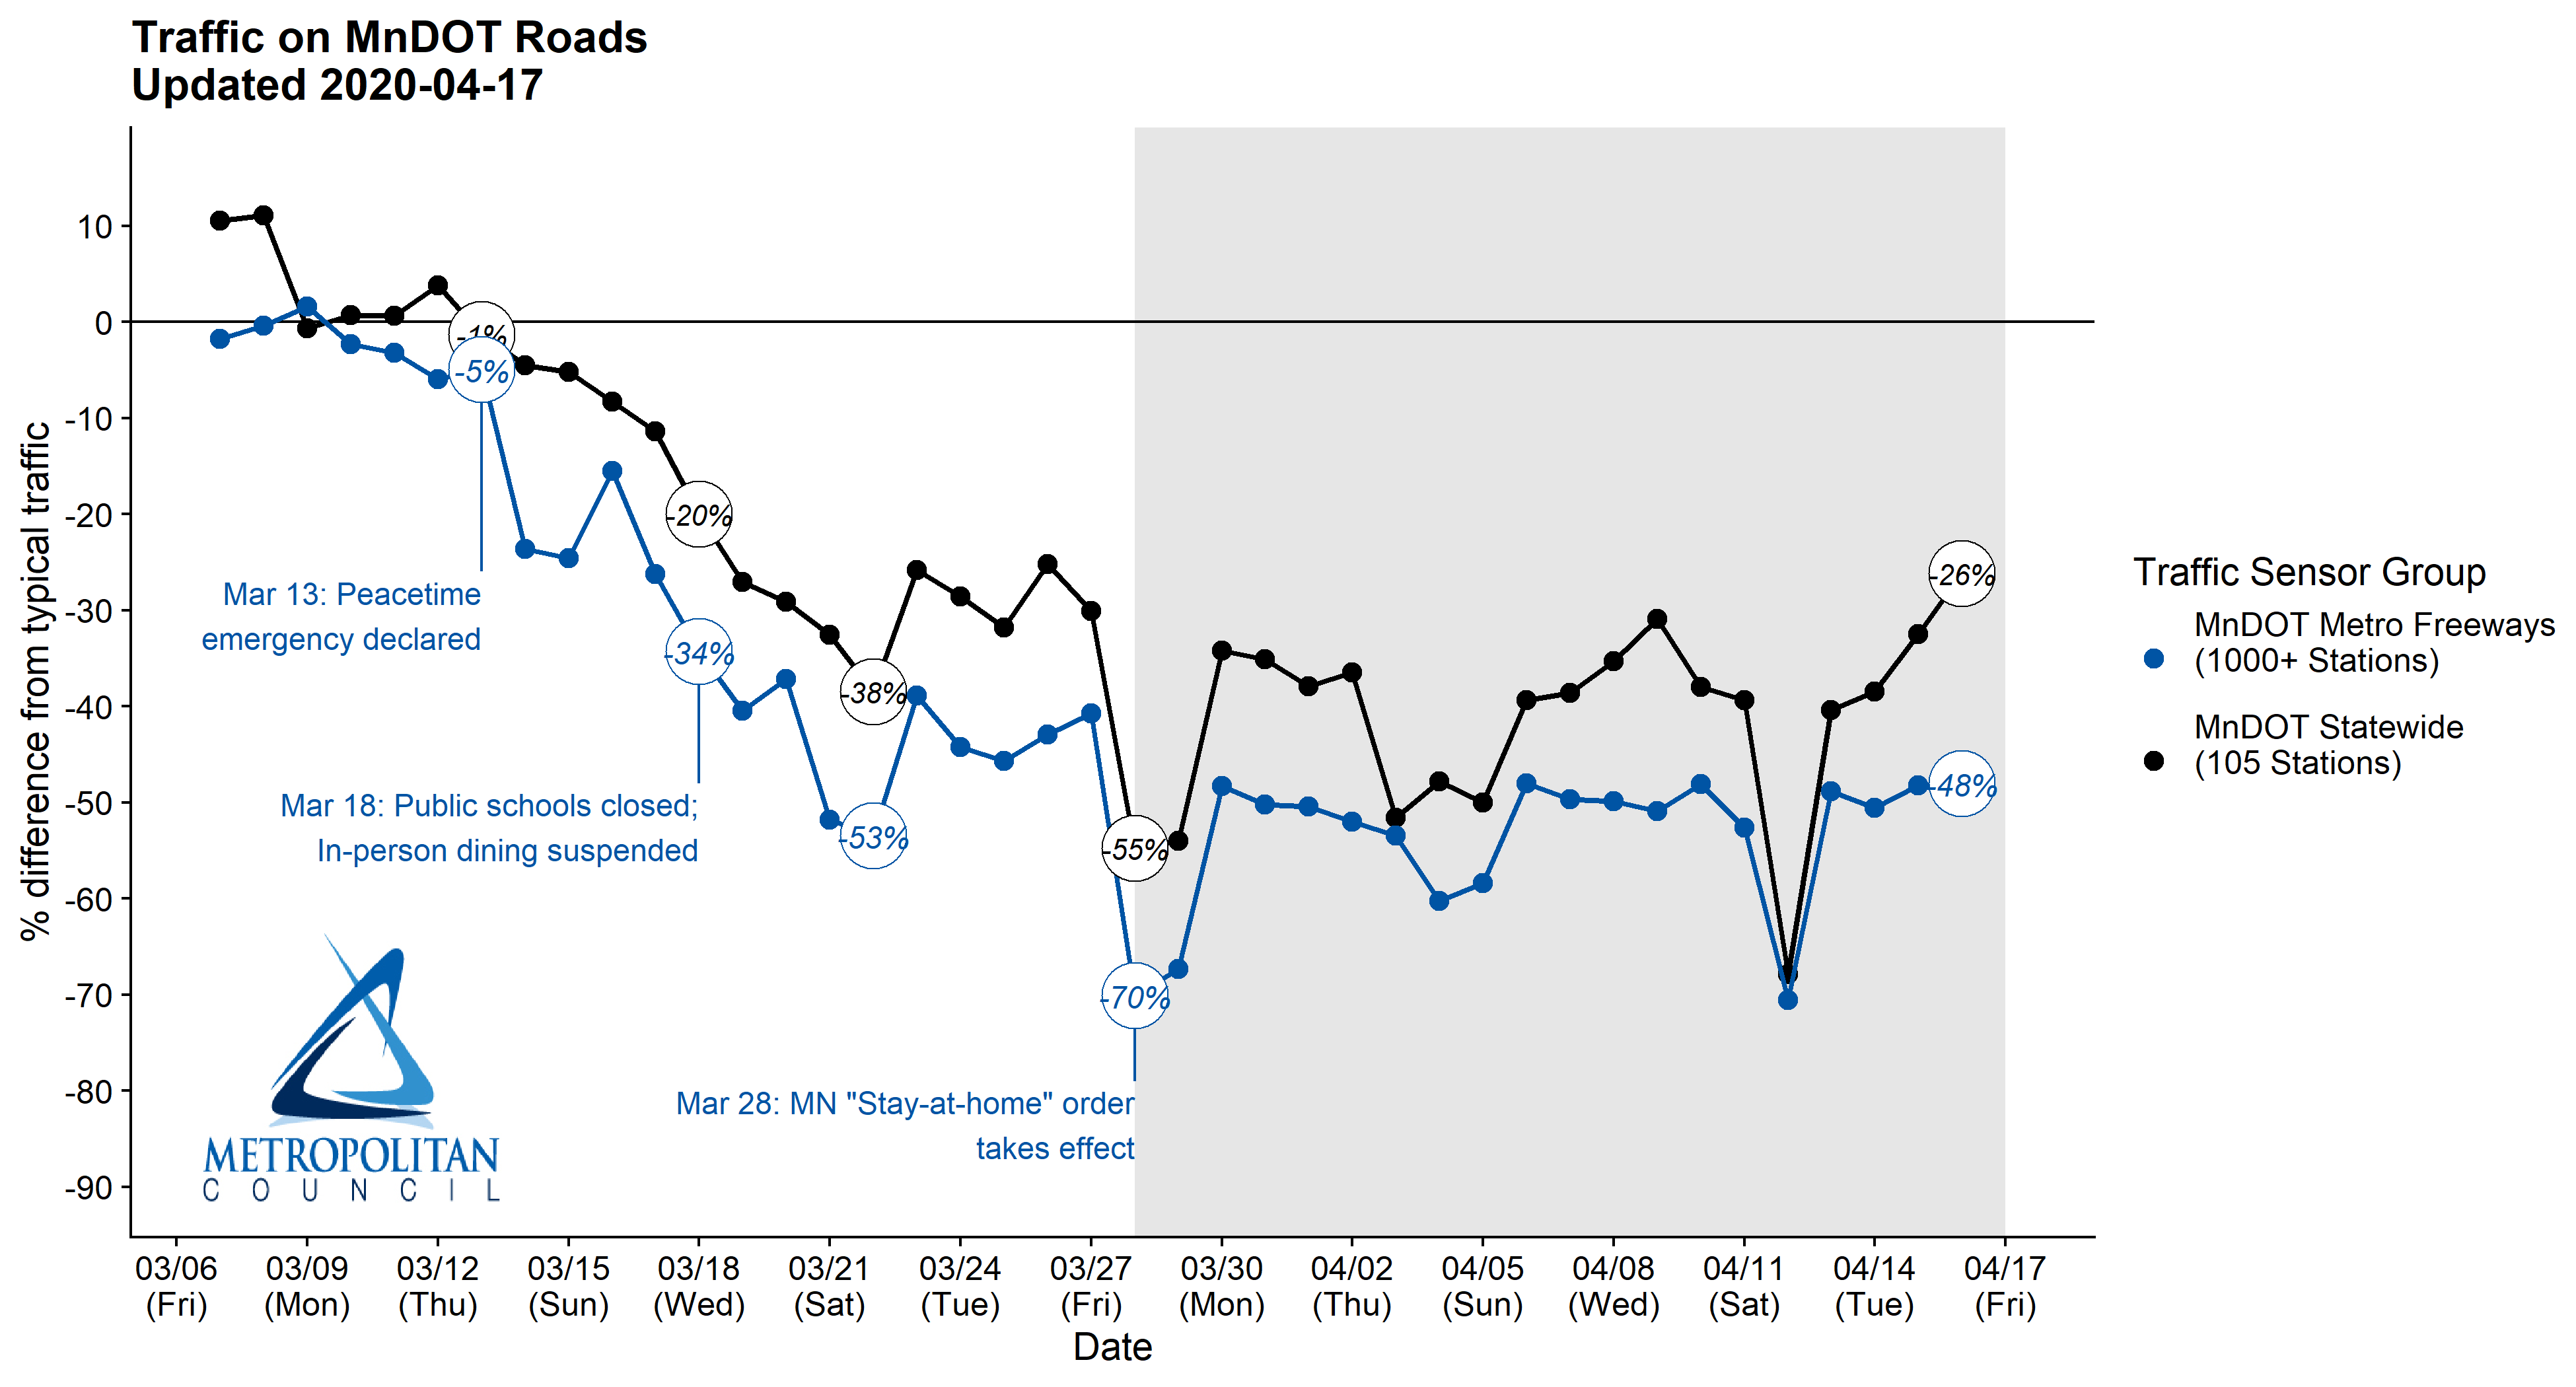 Traffic on MnDOT Roads
Updated 2020-04-17
% difference from typical traffic
10
0
-10
-20
-30
-40
-50
-60
-70
-80
-90
-1%
-5%
-20%
-34%
-38%
-53%
-55%
-70%
-26%
-48%
Mar 13: Peacetime
emergency declared
Mar 18: Public schools closed;
In-person dining suspended
Mar 28: MN "Stay-at-home" order
takes effect
METROPOLITAN
COUNCIL
03/06 03/09 03/12 03/15 03/18 03/21 03/24 03/27 03/30 04/02 04/05 04/08 04/11 04/14 04/17
(Fri) (Mon) (Thu) (Sun) (Wed) (Sat) (Tue) (Fri) (Mon) (Thu) (Sun) (Wed) (Sat) (Tue) (Fri)
Date
Traffic Sensor Group
MnDOT Metro Freeways
(1000+ Stations)
MnDOT Statewide
(105 Stations)